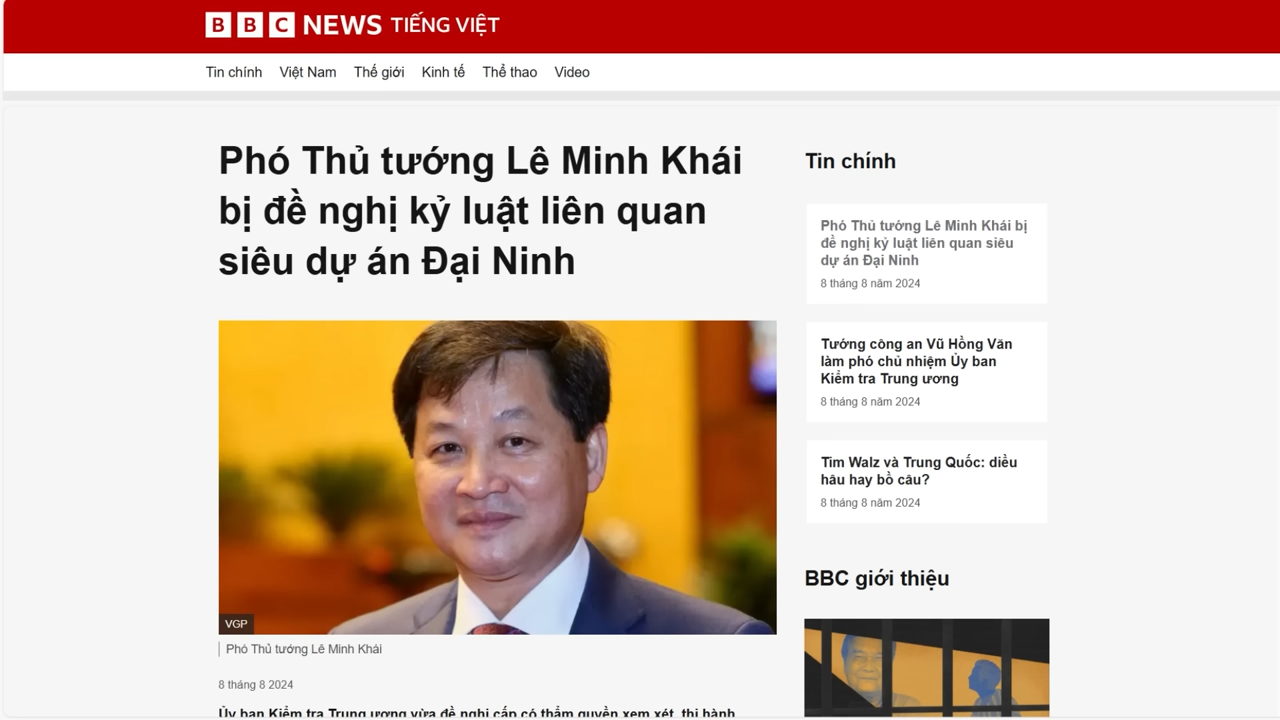 BBC NEWS TIẾNG VIỆT
Tin chính Việt Nam Thế giới Kinh tế Thể thao Video
Phó Thủ tướng Lê Minh Khái
bị đề nghị kỷ luật liên quan
siêu dự án Đại Ninh
VGP
Phó Thủ tướng Lê Minh Khái
8 tháng 8 2024
Ủy ban Kiểm tra Trung ương vừa đề nghị cấp có thẩm quyền xem xét, thi hành
Tin chính
Phó Thủ tướng Lê Minh Khái bị
đề nghị kỷ luật liên quan siêu
dự án Đại Ninh
8 tháng 8 năm 2024
Tướng công an Vũ Hồng Văn
làm phó chủ nhiệm Ủy ban
Kiểm tra Trung ương
8 tháng 8 năm 2024
Tim Walz và Trung Quốc: diều
hâu hay bồ câu?
8 tháng 8 năm 2024
BBC giới thiệu